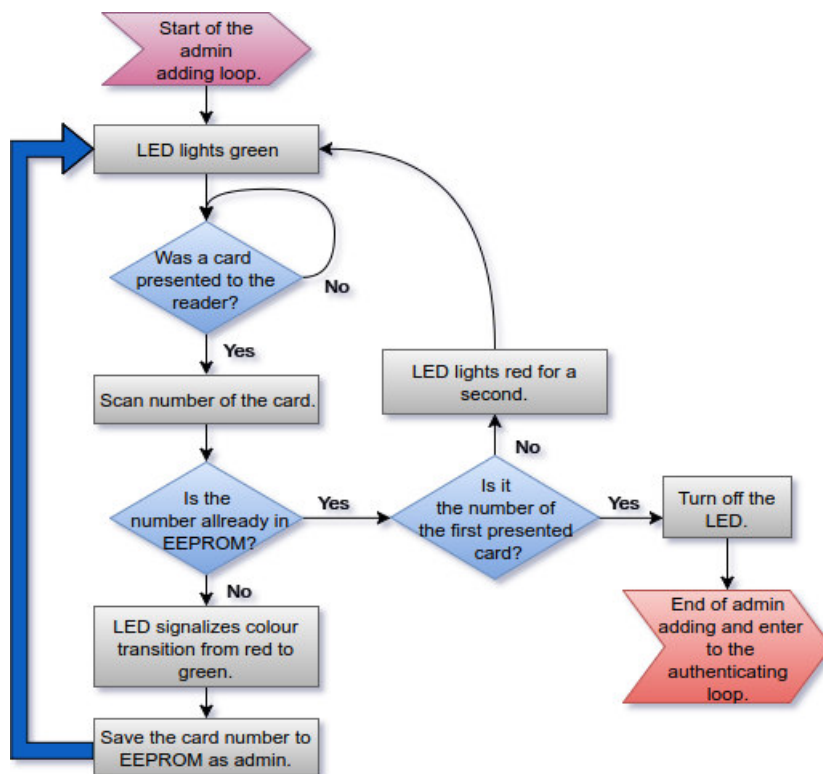 Start of the
admin
adding loop.
LED lights green
Was a card
presented to the
reader?
No
Yes
Scan number of the card.
LED lights red for a
second.
No
Is the
number allready in
EEPROM?
Yes
Is it
the number of
the first presented
card?
Yes
Turn off the
LED.
No
LED signalizes colour
transition from red to
green.
End of admin
adding and enter
to the
authenticating
loop.
Save the card number to
EEPROM as admin.